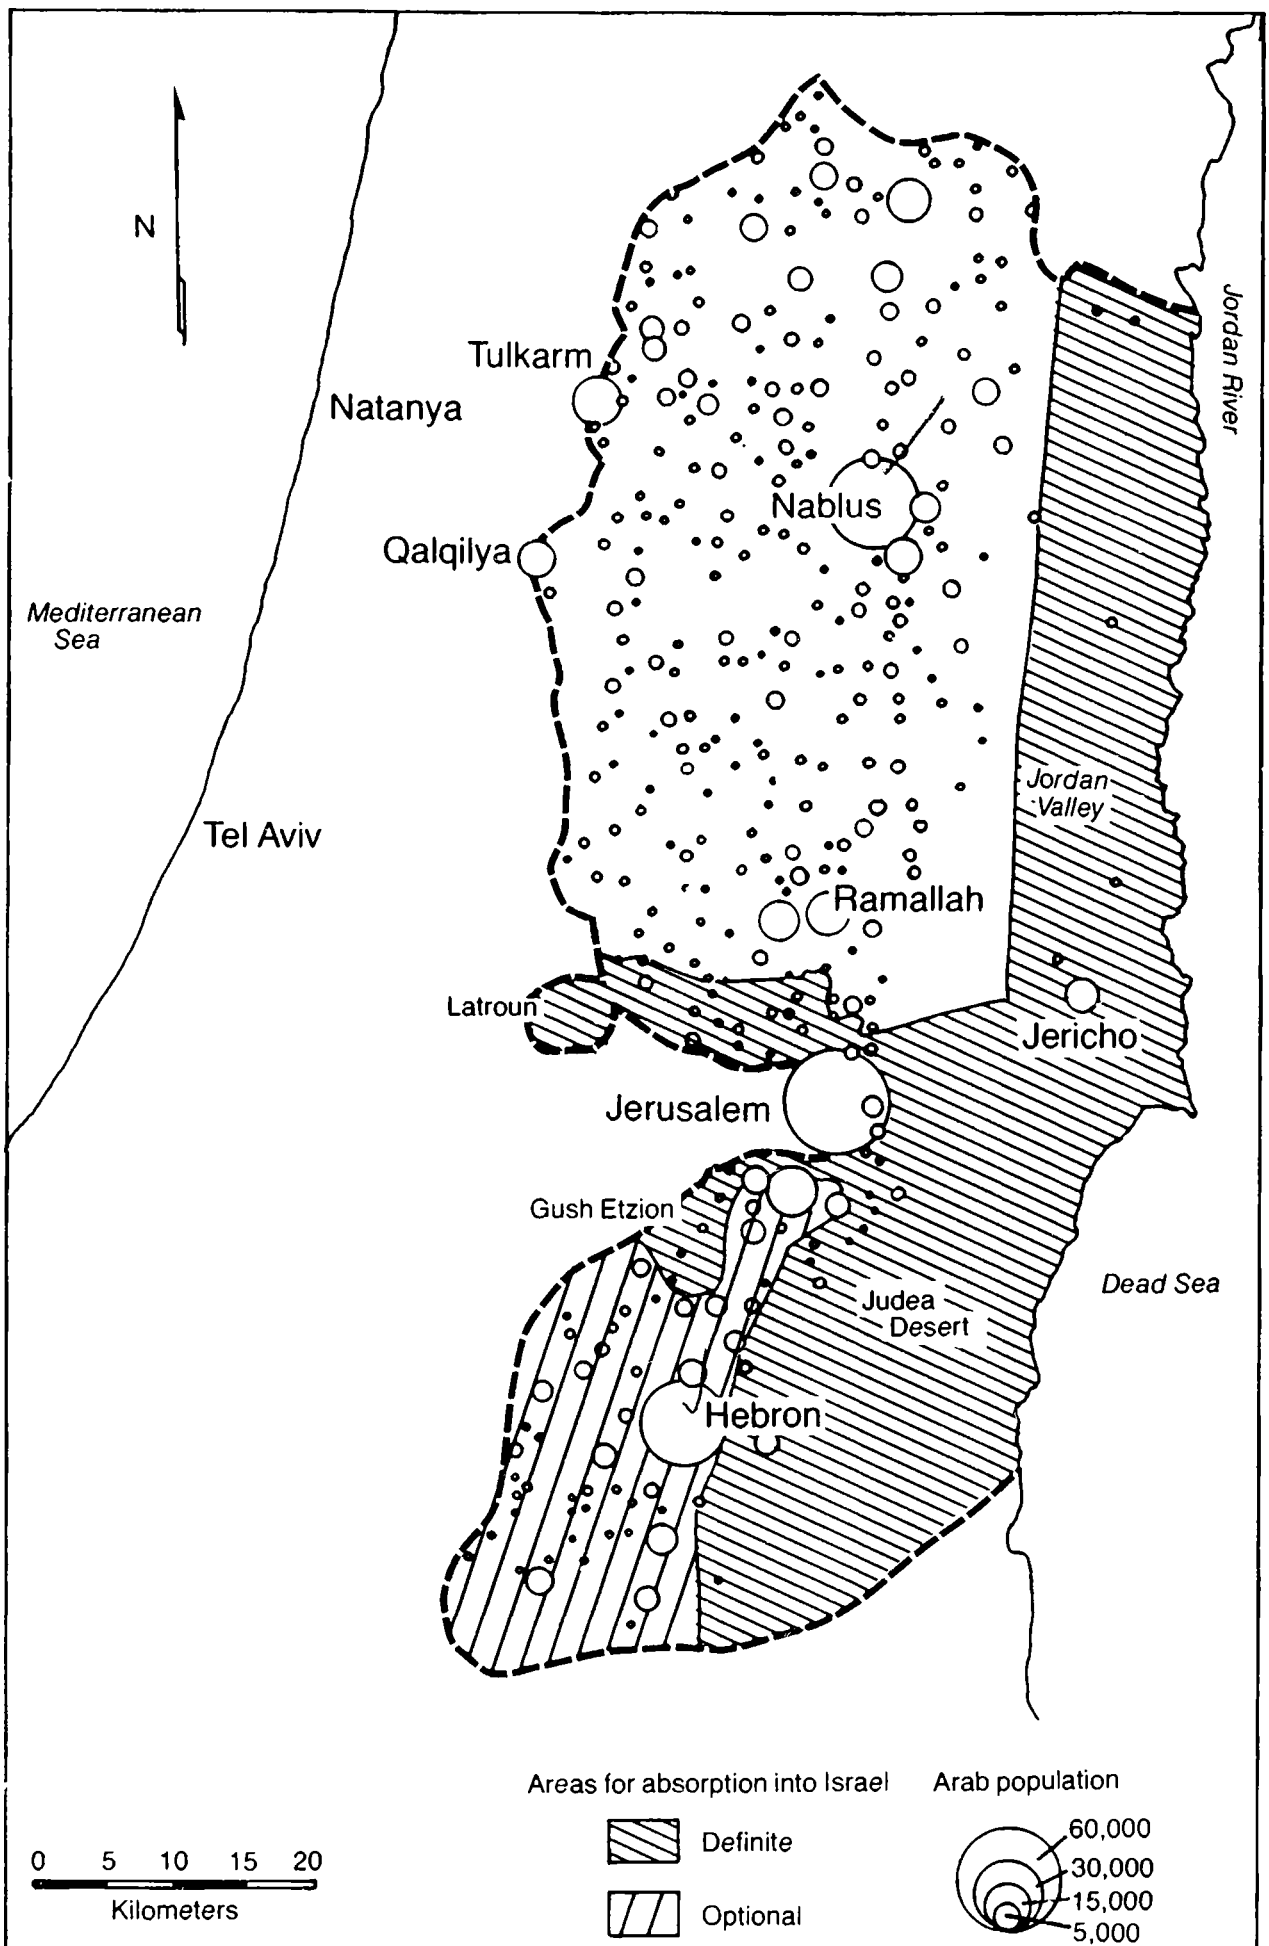 N
Tulkarm
Natanya
Jordan River
Nablus
Qalqilya
Mediterranean
Sea
Jordan
Valley
Tel Aviv
Ramallah
Latroun
Jericho
Jerusalem
Gush Etzion
Dead Sea
Judea
Desert
Hebron
Areas for absorption into Israel
Definite
Optional
Arab population
60,000
30,000
15,000
5,000
0 5 10 15 20
Kilometers